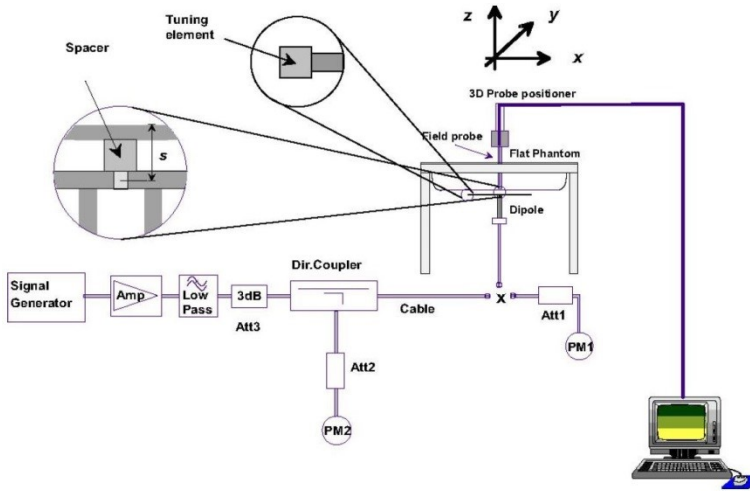 Tuning
element
Spacer
s
z
y
x
3D Probe positioner
Field probe
Flat Phantom
Dipole
Dir.Coupler
Signal
Generator
Amp
Low
Pass
3dB
Att3
Cable
X
Att1
PM1
Att2
PM2